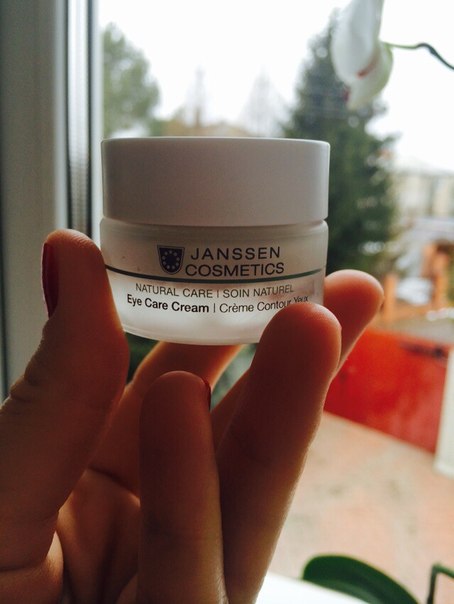 JANSSEN
COSMETICS
NATURAL CARE | SOIN NATUREL
Eye Care Cream | Crème Contour Yeux